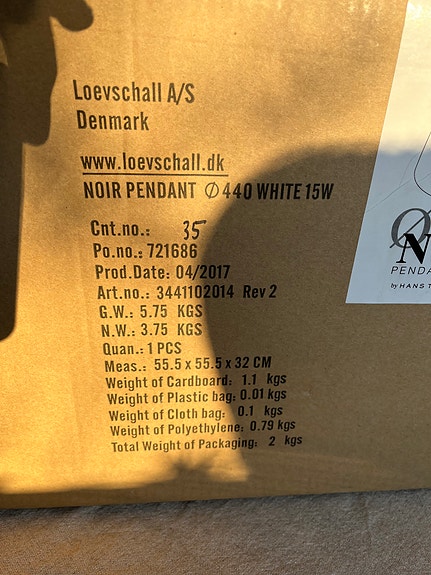 Loevschall A/S
Denmark
www.loevschall.dk
NOIR PENDANT Ø 440 WHITE 15W
Cnt.no.: 35
Po.no.: 721686
Prod.Date: 04/2017
Art.no.: 3441102014 Rev 2
G.W.: 5.75 KGS
N.W.: 3.75 KGS
Quan.: 1 PCS
Meas.: 55.5 x 55.5 x 32 CM
Weight of Cardboard: 1.1 kgs
Weight of Plastic bag: 0.01 kgs
Weight of Cloth bag: 0.1 kgs
Weight of Polyethylene: 0.79 kgs
Total Weight of Packaging: 2 kgs
Ø
N
PENDA
by HANS T